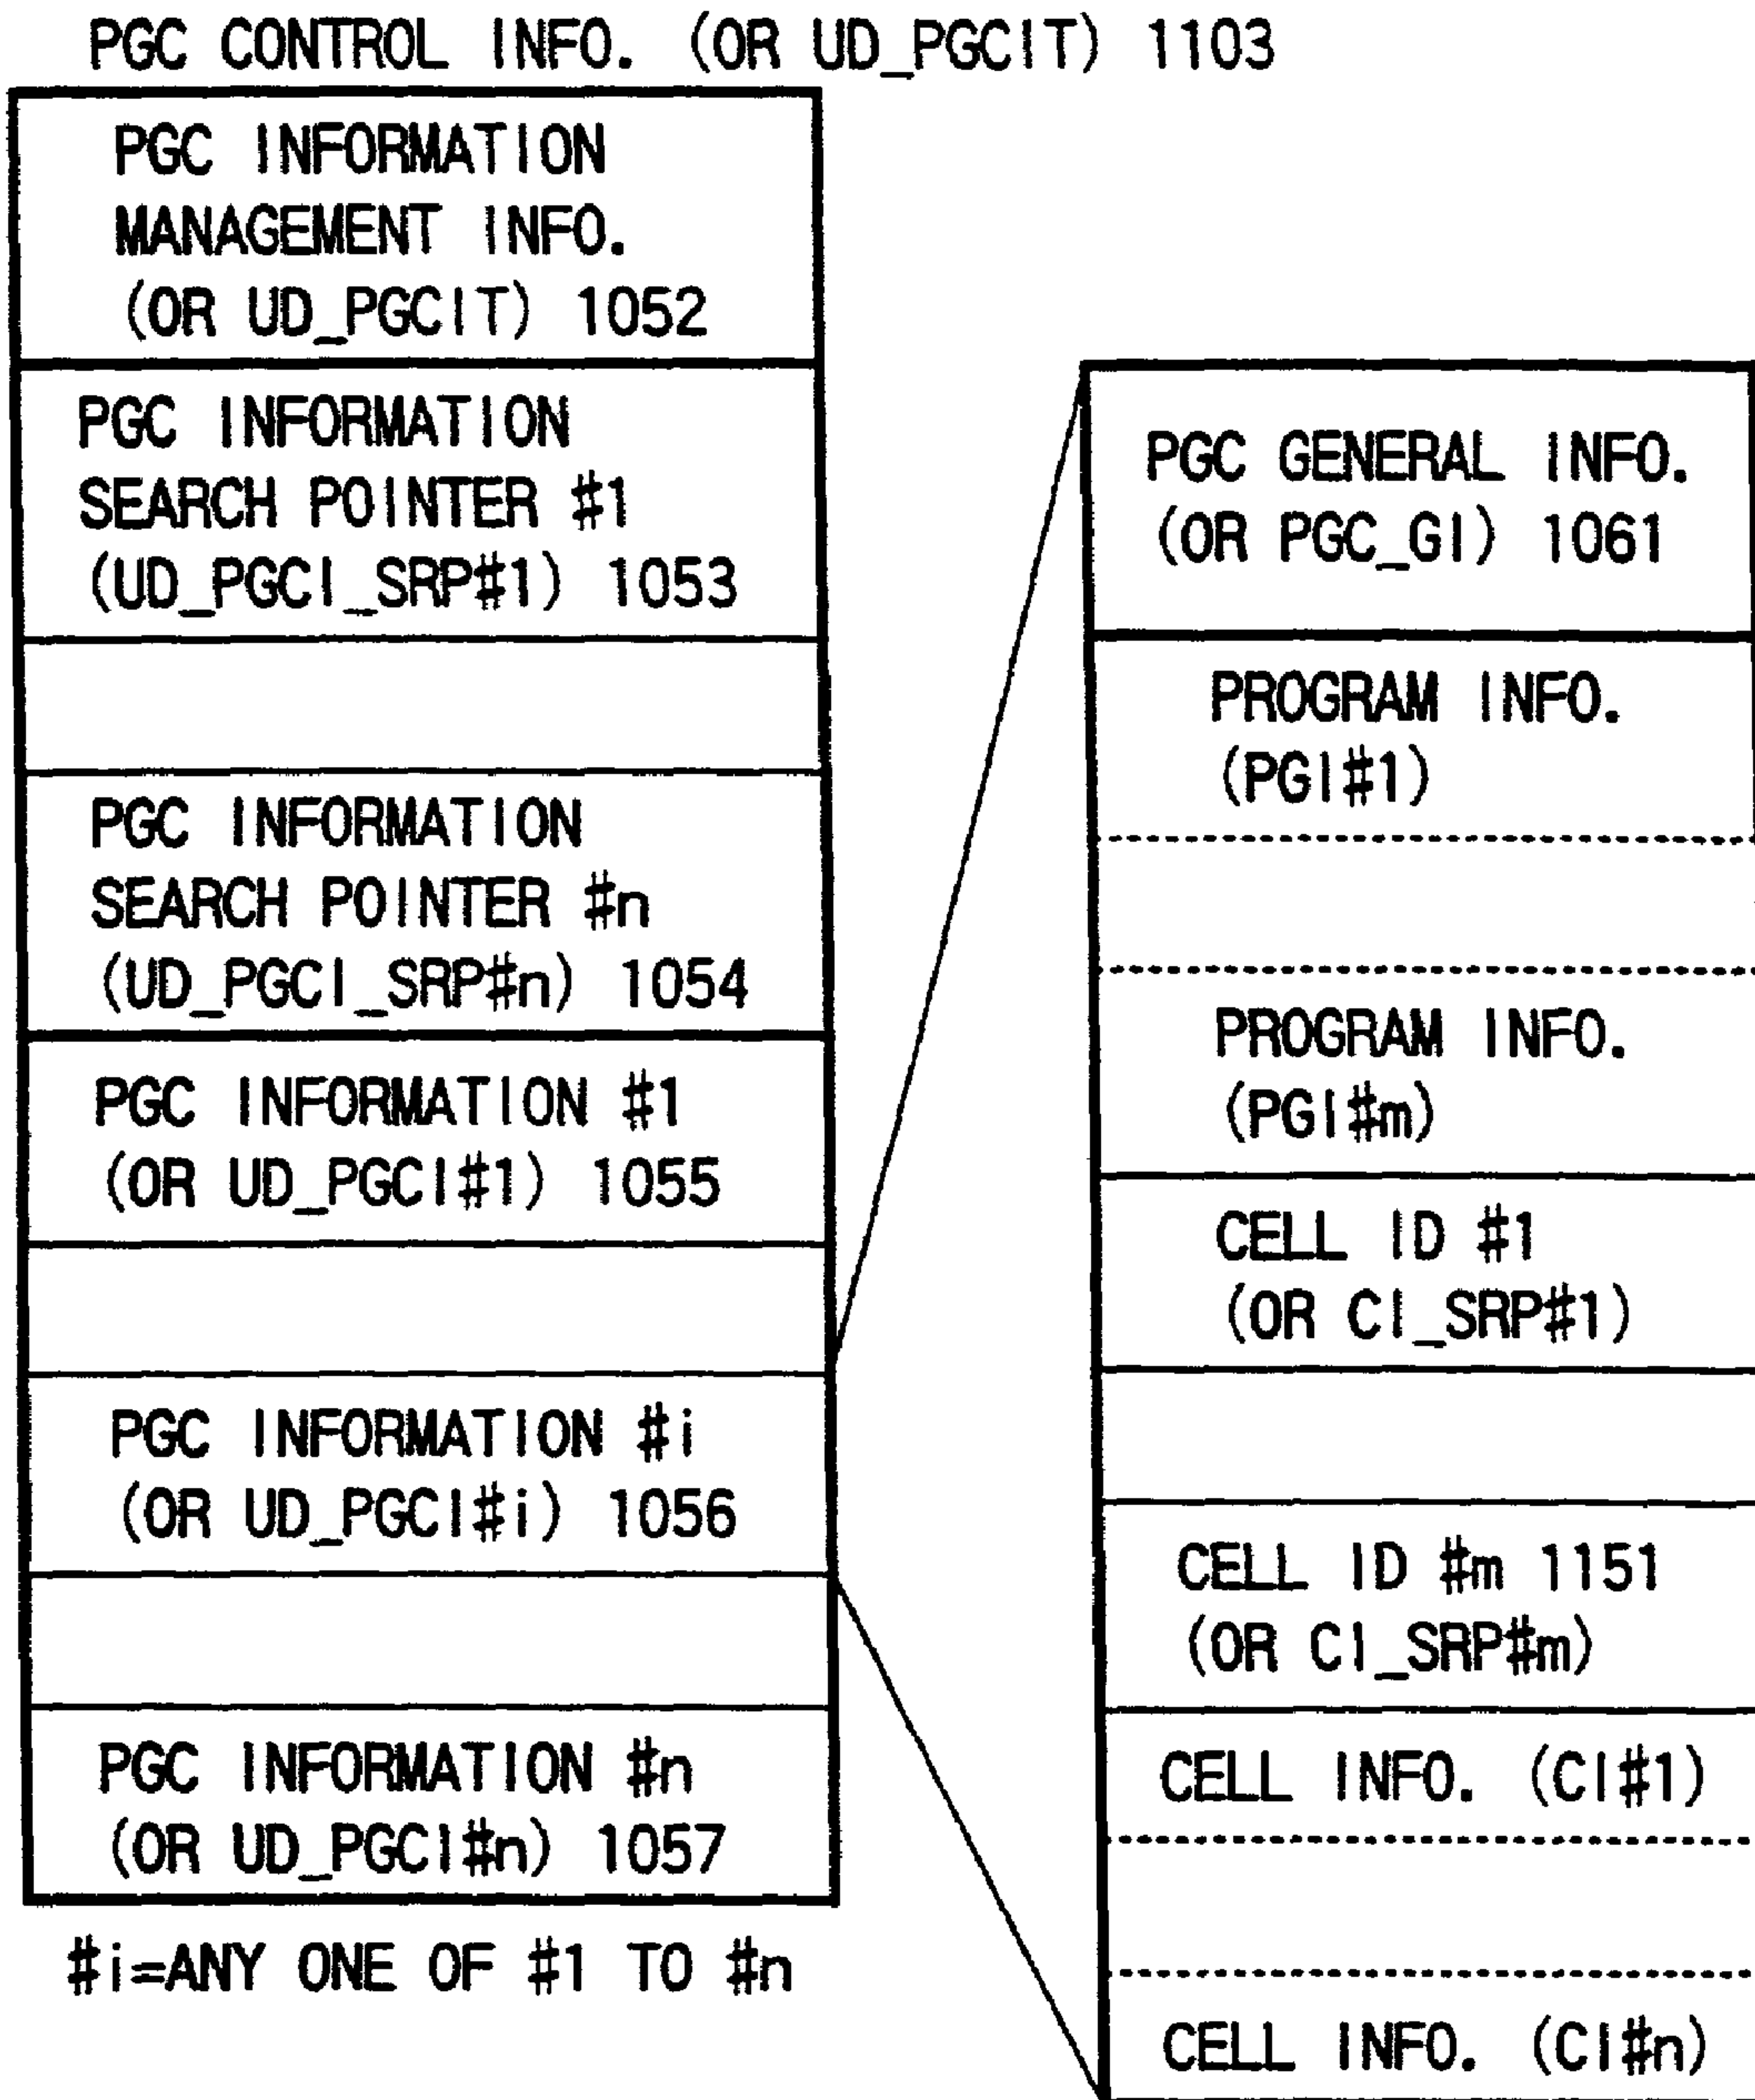 PGC CONTROL INFO. (OR UD_PGCIT) 1103
PGC INFORMATION
MANAGEMENT INFO.
(OR UD_PGCIT) 1052
PGC INFORMATION
SEARCH POINTER #1
(UD_PGCI_SRP#1) 1053
PGC INFORMATION
SEARCH POINTER #n
(UD_PGCI_SRP#n) 1054
PGC INFORMATION #1
(OR UD_PGCI#1) 1055
PGC INFORMATION #i
(OR UD_PGCI#i) 1056
PGC INFORMATION #n
(OR UD_PGCI#n) 1057
#i=ANY ONE OF #1 TO #n
PGC GENERAL INFO.
(OR PGC_GI) 1061
PROGRAM INFO.
(PGI#1)
PROGRAM INFO.
(PGI#m)
CELL ID #1
(OR CI_SRP#1)
CELL ID #m 1151
(OR CI_SRP#m)
CELL INFO. (CI#1)
CELL INFO. (CI#n)